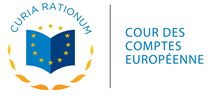 CURIA RATIONUM
COUR DES
COMPTES
EUROPÉENNE